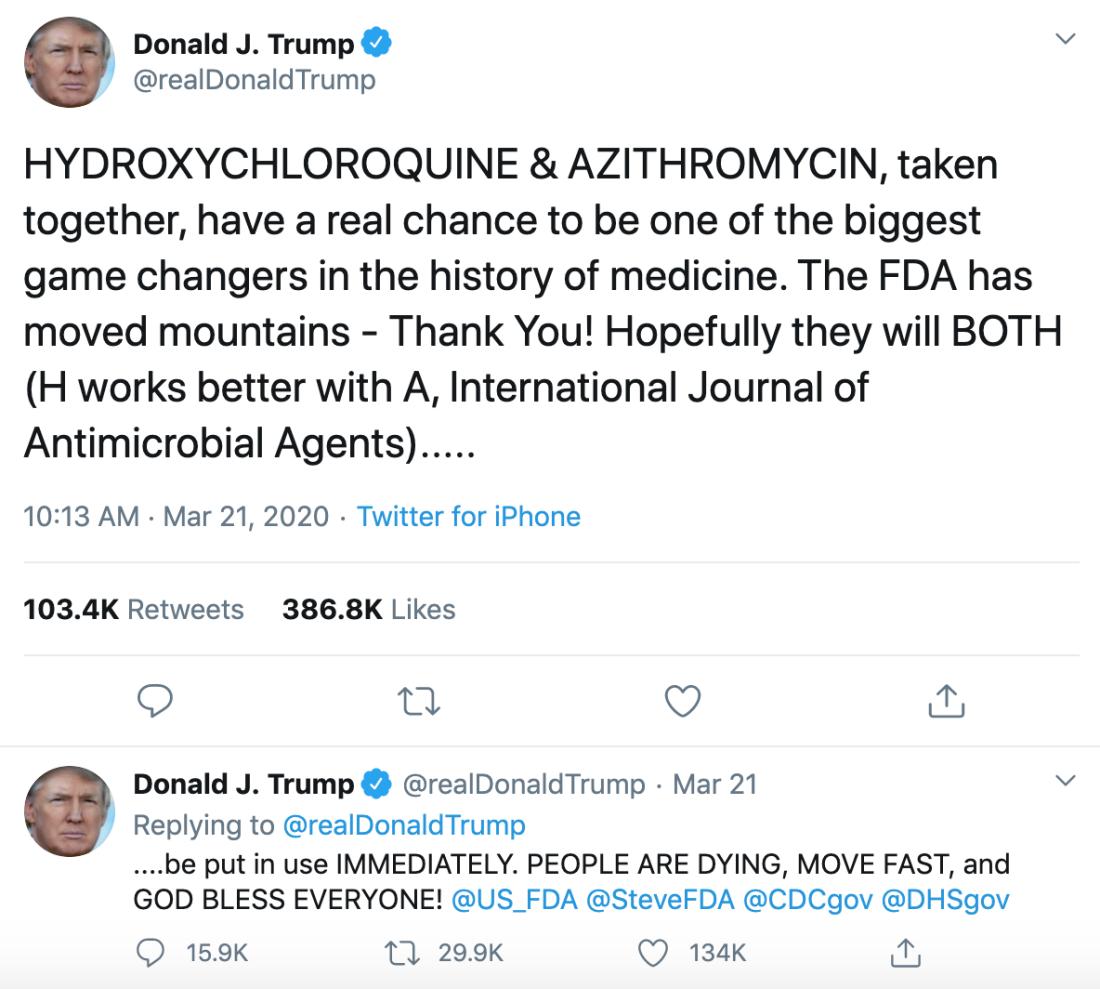 Donald J. Trump
@realDonaldTrump
HYDROXYCHLOROQUINE & AZITHROMYCIN, taken
together, have a real chance to be one of the biggest
game changers in the history of medicine. The FDA has
moved mountains - Thank You! Hopefully they will BOTH
(H works better with A, International Journal of
Antimicrobial Agents).....
10:13 AM · Mar 21, 2020 · Twitter for iPhone
103.4K Retweets 386.8K Likes
Donald J. Trump @realDonaldTrump · Mar 21
Replying to @realDonaldTrump
....be put in use IMMEDIATELY. PEOPLE ARE DYING, MOVE FAST, and
GOD BLESS EVERYONE! @US_FDA @SteveFDA @CDCgov @DHSgov
15.9K 29.9K 134K